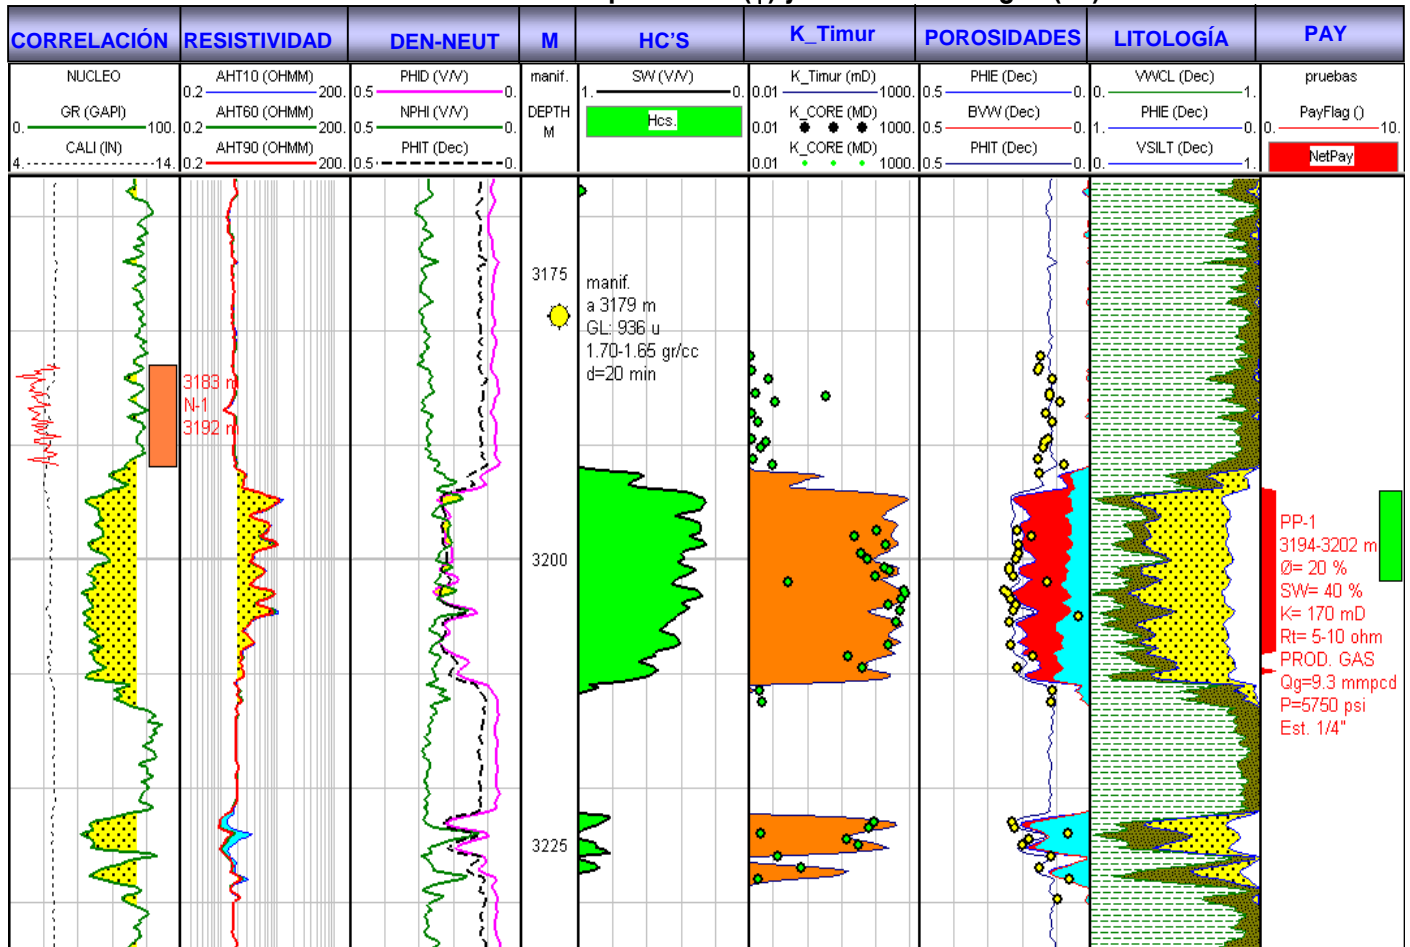 CORRELACIÓN RESISTIVIDAD DEN-NEUT M HC'S K_Timur POROSIDADES LITOLOGÍA PAY
NUCLEO AHT10 (OHMM) PHID (V/V) manif. SW (V/V) K_Timur (mD) PHIE (Dec) VWCL (Dec) pruebas
0.2 200. 0.5 0. 1. 0. 0.01 1000. 0.5 0. 0. 1.
GR (GAPI) AHT60 (OHMM) NPHI (V/V) DEPTH Hcs. K_CORE (MD) BVW (Dec) PHIE (Dec) PayFlag ()
0. 100. 0.2 200. 0.5 0. M 0.01 1000. 0.5 0. 1. 0. 0. 10.
CALI (IN) AHT90 (OHMM) PHIT (Dec) K_CORE (MD) PHIT (Dec) VSILT (Dec) NetPay
4. 14. 0.2 200. 0.5 0. 0.01 1000. 0.5 0. 0. 1.
3175
manif.
a 3179 m
GL: 936 u
1.70-1.65 gr/cc
d=20 min
3183 m
N-1
3192 m
3200
PP-1
3194-3202 m
Ø= 20 %
SW= 40 %
K= 170 mD
Rt= 5-10 ohm
PROD. GAS
Qg=9.3 mmpcd
P=5750 psi
Est. 1/4"
3225